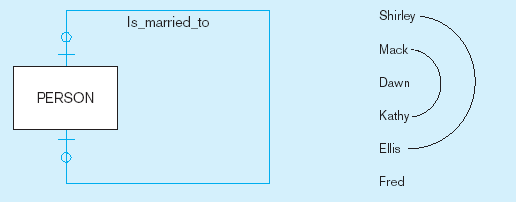 Is_married_to
PERSON
Shirley
Mack
Dawn
Kathy
Ellis
Fred